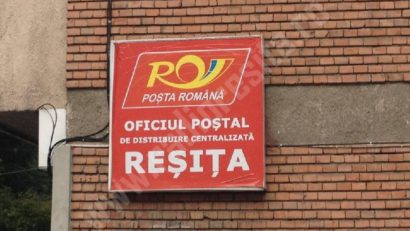 RO
POȘTA ROMÂNĂ
OFICIUL POȘTAL
DE DISTRIBUIRE CENTRALIZATĂ
REȘIȚA